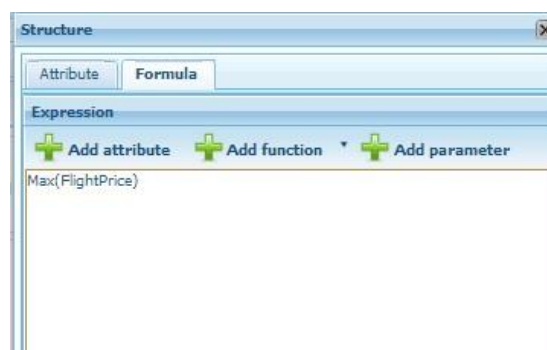 Structure
Attribute Formula
Expression
Add attribute Add function Add parameter
Max(FlightPrice)